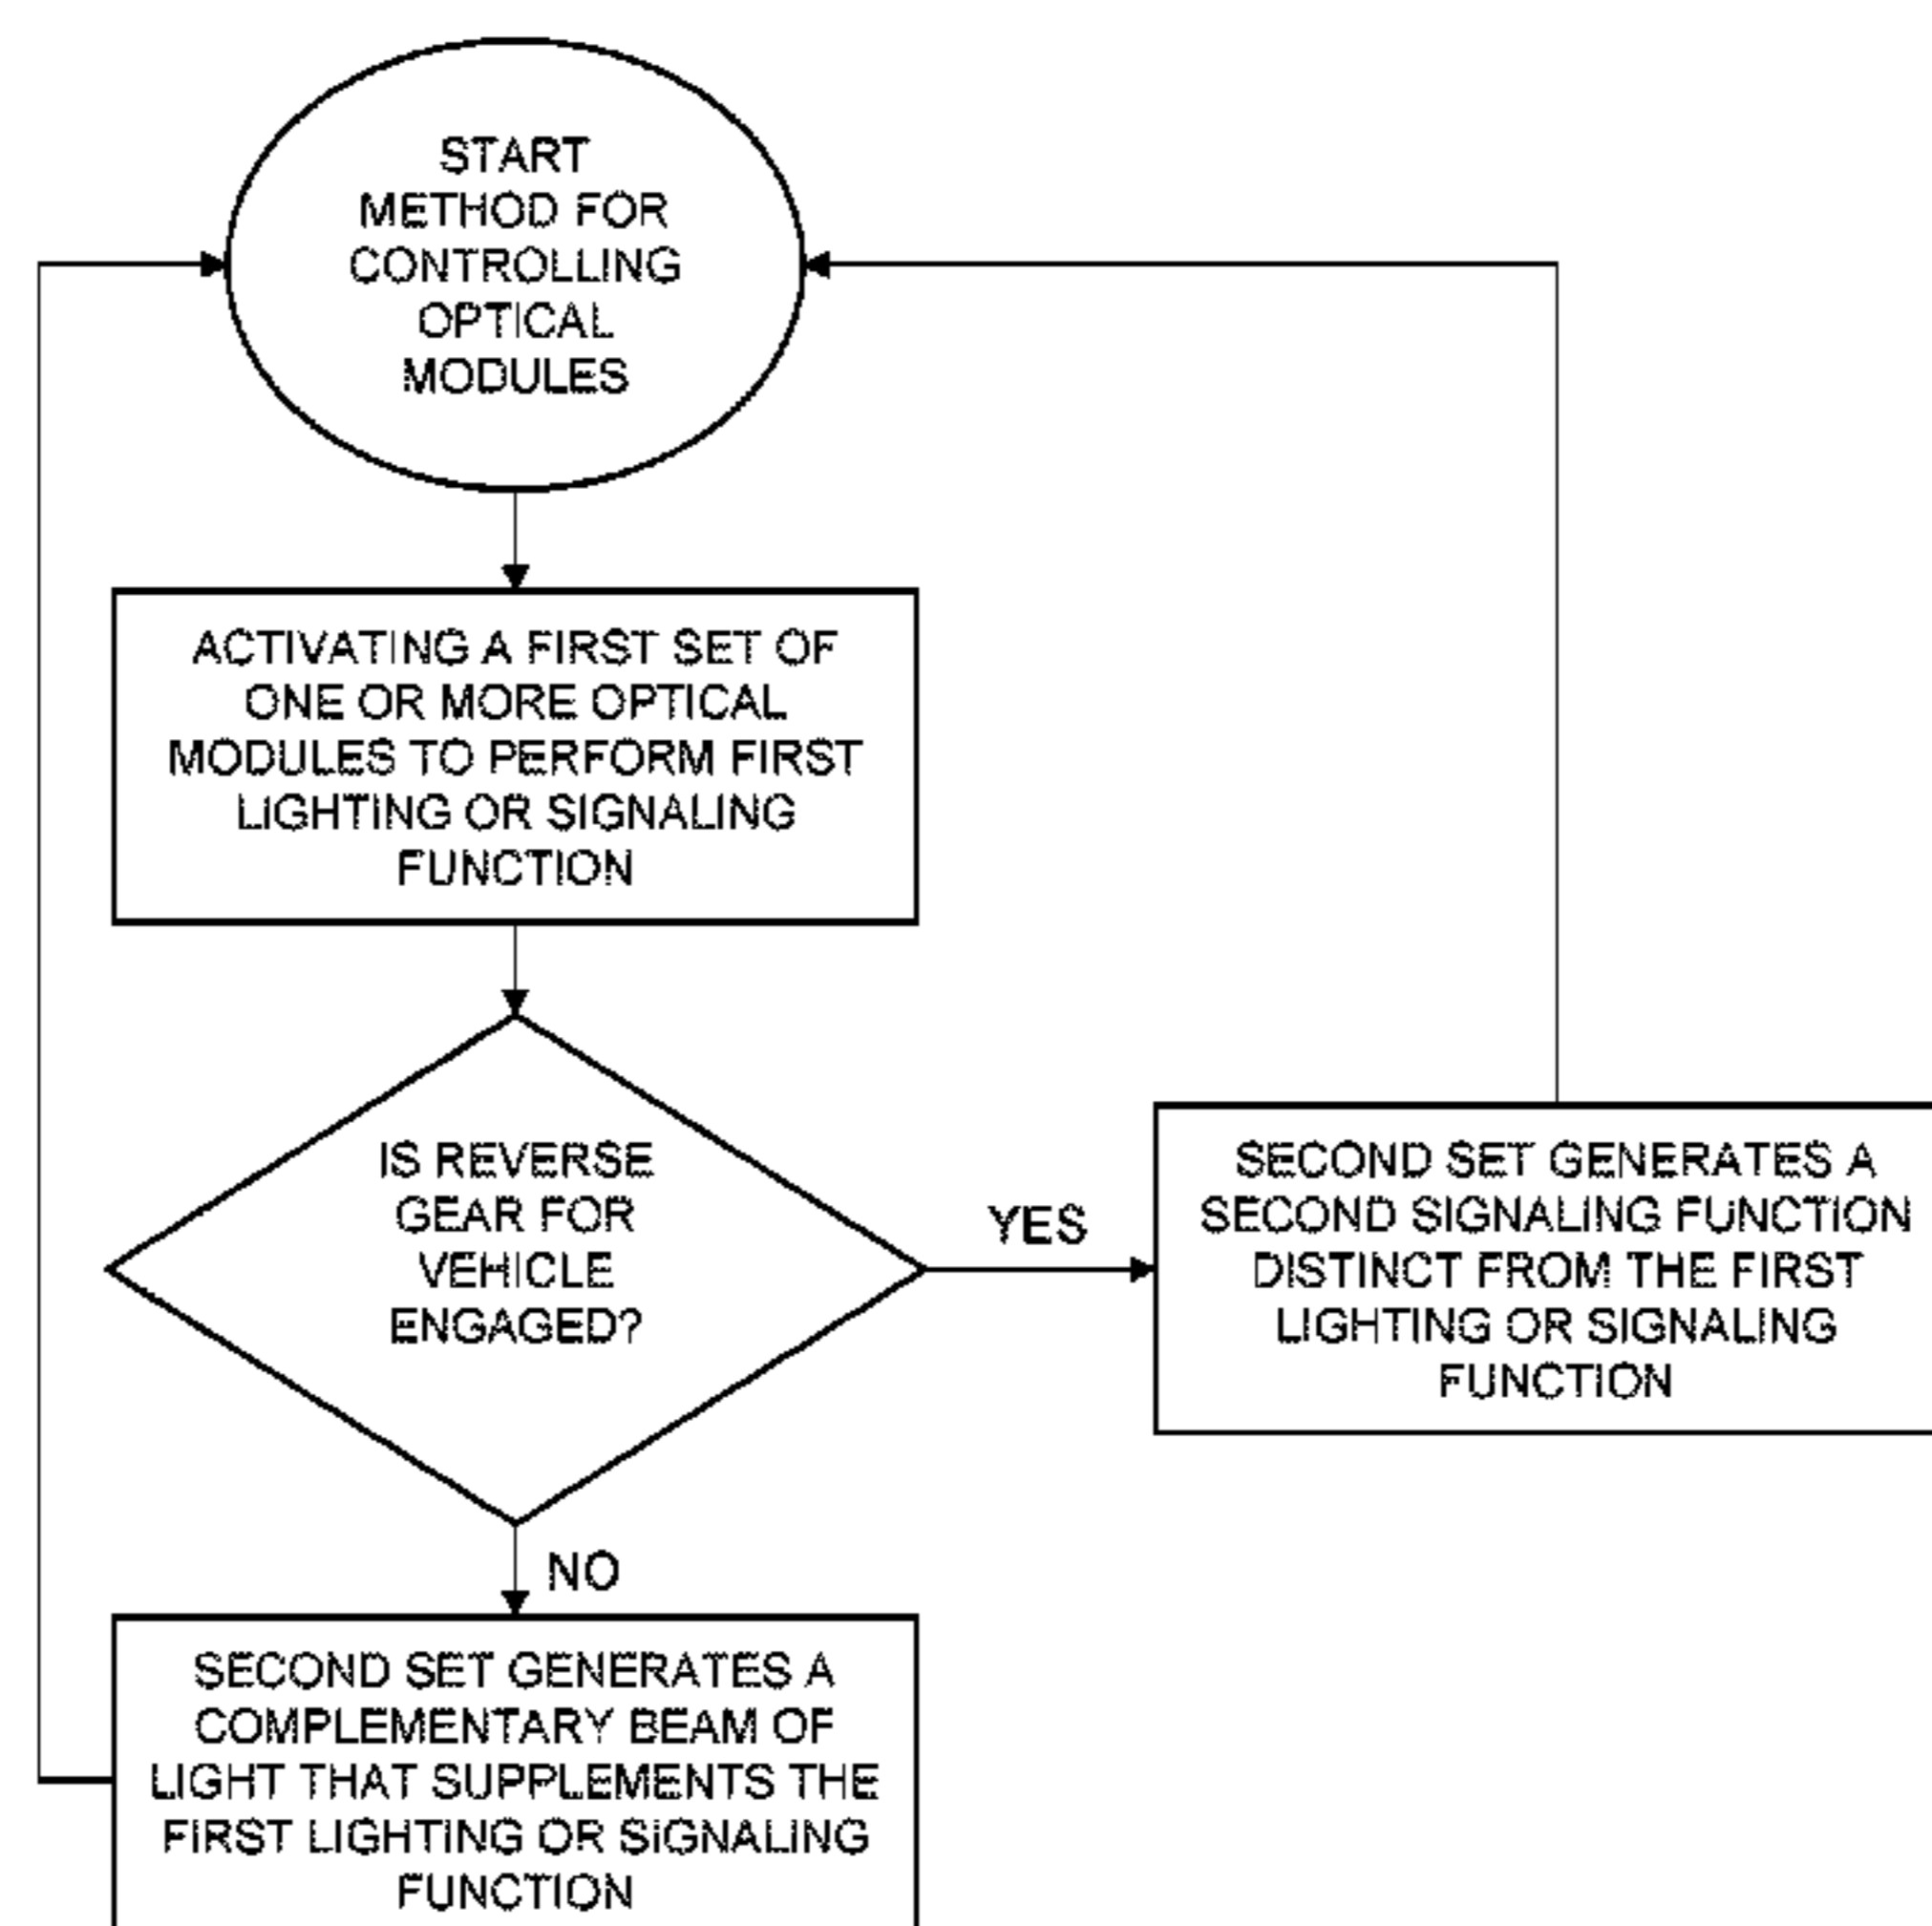 START
METHOD FOR
CONTROLLING
OPTICAL
MODULES
ACTIVATING A FIRST SET OF
ONE OR MORE OPTICAL
MODULES TO PERFORM FIRST
LIGHTING OR SIGNALING
FUNCTION
IS REVERSE
GEAR FOR
VEHICLE
ENGAGED?
YES
SECOND SET GENERATES A
SECOND SIGNALING FUNCTION
DISTINCT FROM THE FIRST
LIGHTING OR SIGNALING
FUNCTION
NO
SECOND SET GENERATES A
COMPLEMENTARY BEAM OF
LIGHT THAT SUPPLEMENTS THE
FIRST LIGHTING OR SIGNALING
FUNCTION